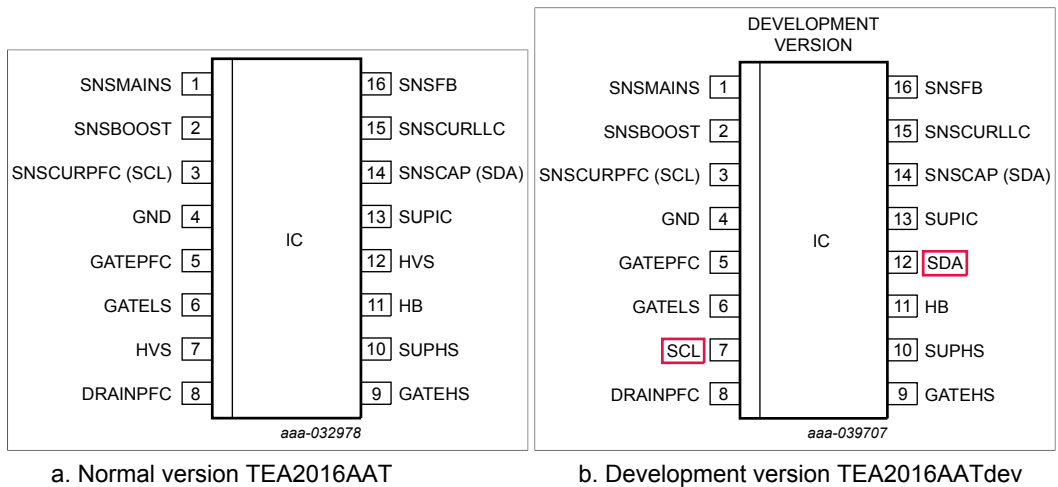 SNSMAINS 1 16 SNSFB
SNSBOOST 2 15 SNSCURLLC
SNSCURPFC (SCL) 3 14 SNSCAP (SDA)
GND 4 13 SUPIC
IC
GATEPFC 5 12 HVS
GATELS 6 11 HB
HVS 7 10 SUPHS
DRAINPFC 8 9 GATEHS
aaa-032978
a. Normal version TEA2016AAT
DEVELOPMENT
VERSION
SNSMAINS 1 16 SNSFB
SNSBOOST 2 15 SNSCURLLC
SNSCURPFC (SCL) 3 14 SNSCAP (SDA)
GND 4 13 SUPIC
IC
GATEPFC 5 12 SDA
GATELS 6 11 HB
SCL 7 10 SUPHS
DRAINPFC 8 9 GATEHS
aaa-039707
b. Development version TEA2016AATdev